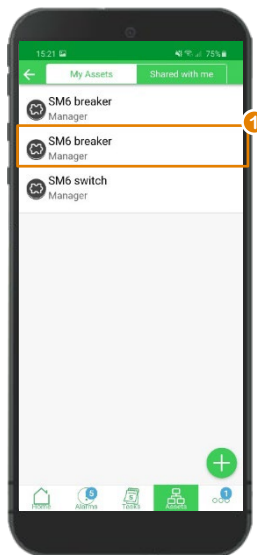 15:21 75%
My Assets Shared with me
SM6 breaker
Manager
1
SM6 breaker
Manager
SM6 switch
Manager
+
5 5 1
Home Alarms Tasks Assets